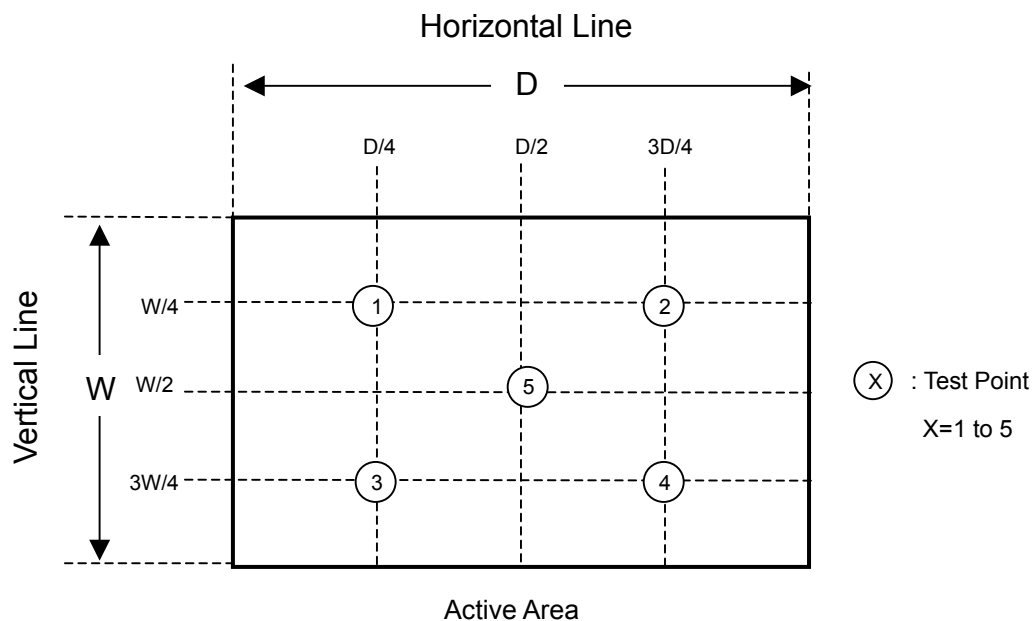 Horizontal Line
D
D/4 D/2 3D/4
Vertical Line
W
W/4
W/2
3W/4
1 2
5
3 4
X : Test Point
X=1 to 5
Active Area